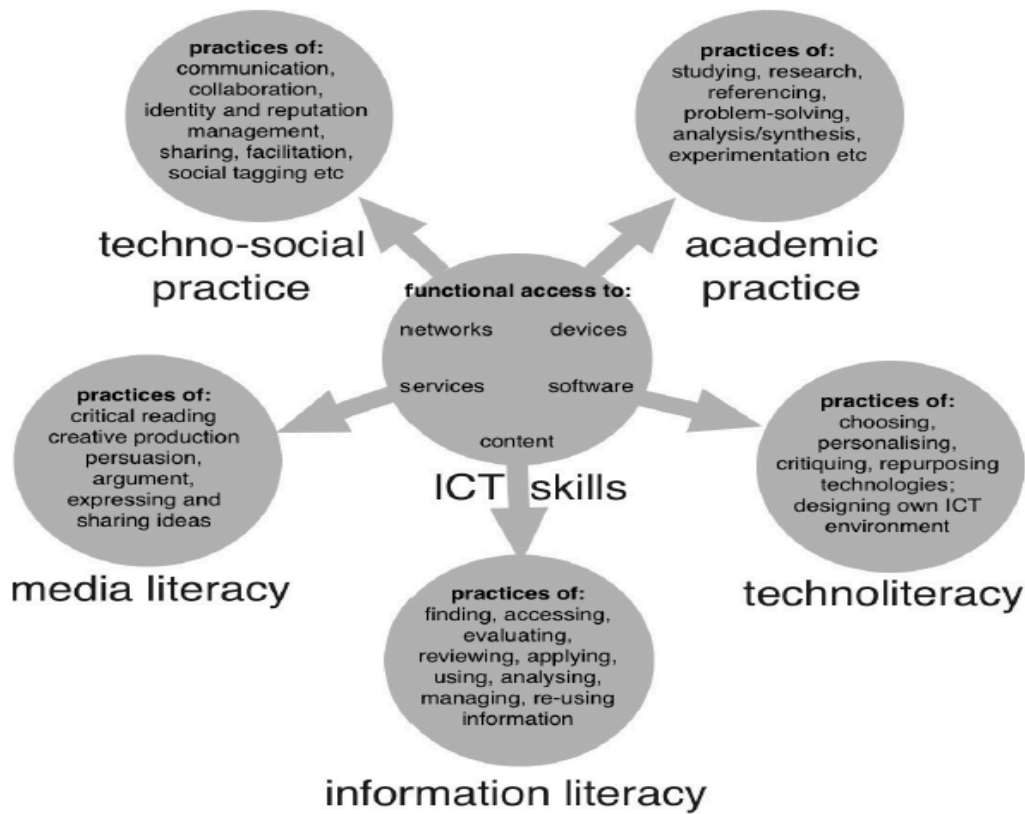 practices of:
communication,
collaboration,
identity and reputation
management,
sharing, facilitation,
social tagging etc
techno-social
practice
practices of:
studying, research,
referencing,
problem-solving,
analysis/synthesis,
experimentation etc
academic
practice
functional access to:
networks devices
services software
content
ICT skills
practices of:
critical reading
creative production
persuasion,
argument,
expressing and
sharing ideas
media literacy
practices of:
choosing,
personalising,
critiquing, repurposing
technologies;
designing own ICT
environment
technoliteracy
practices of:
finding, accessing,
evaluating,
reviewing, applying,
using, analysing,
managing, re-using
information
information literacy